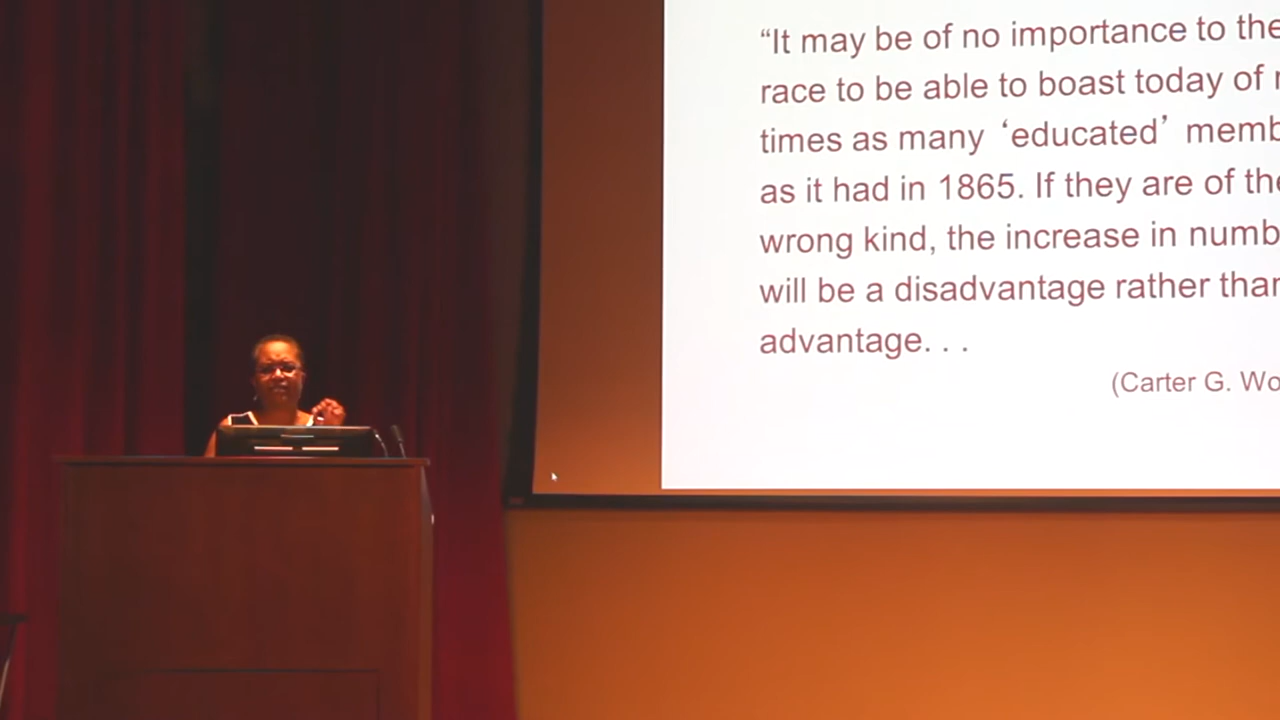 “It may be of no importance to the
race to be able to boast today of
times as many ‘educated’ memb
as it had in 1865. If they are of the
wrong kind, the increase in numb
will be a disadvantage rather than
advantage. . .
(Carter G. Wo